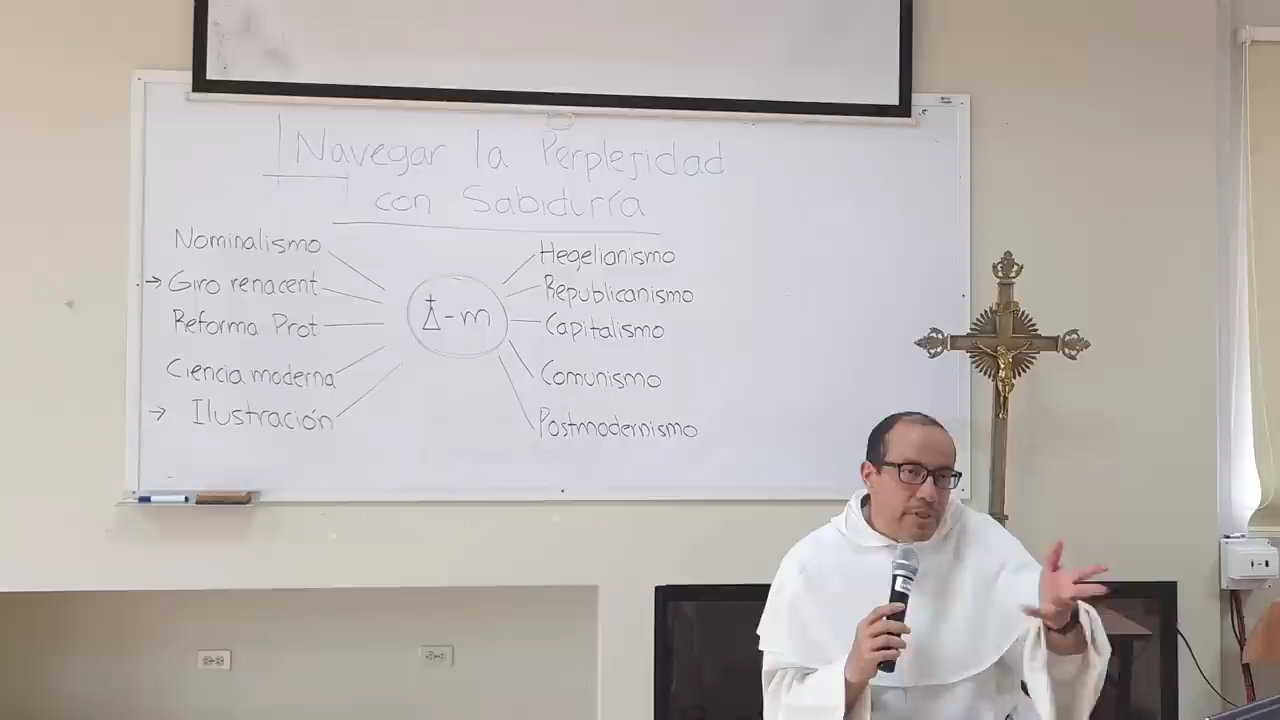 Navegar la Perplejidad
con Sabiduría
Nominalismo
→ Giro renacent
Reforma Prot
Ciencia moderna
→ Ilustración
Δ-m
Hegelianismo
Republicanismo
Capitalismo
Comunismo
Postmodernismo